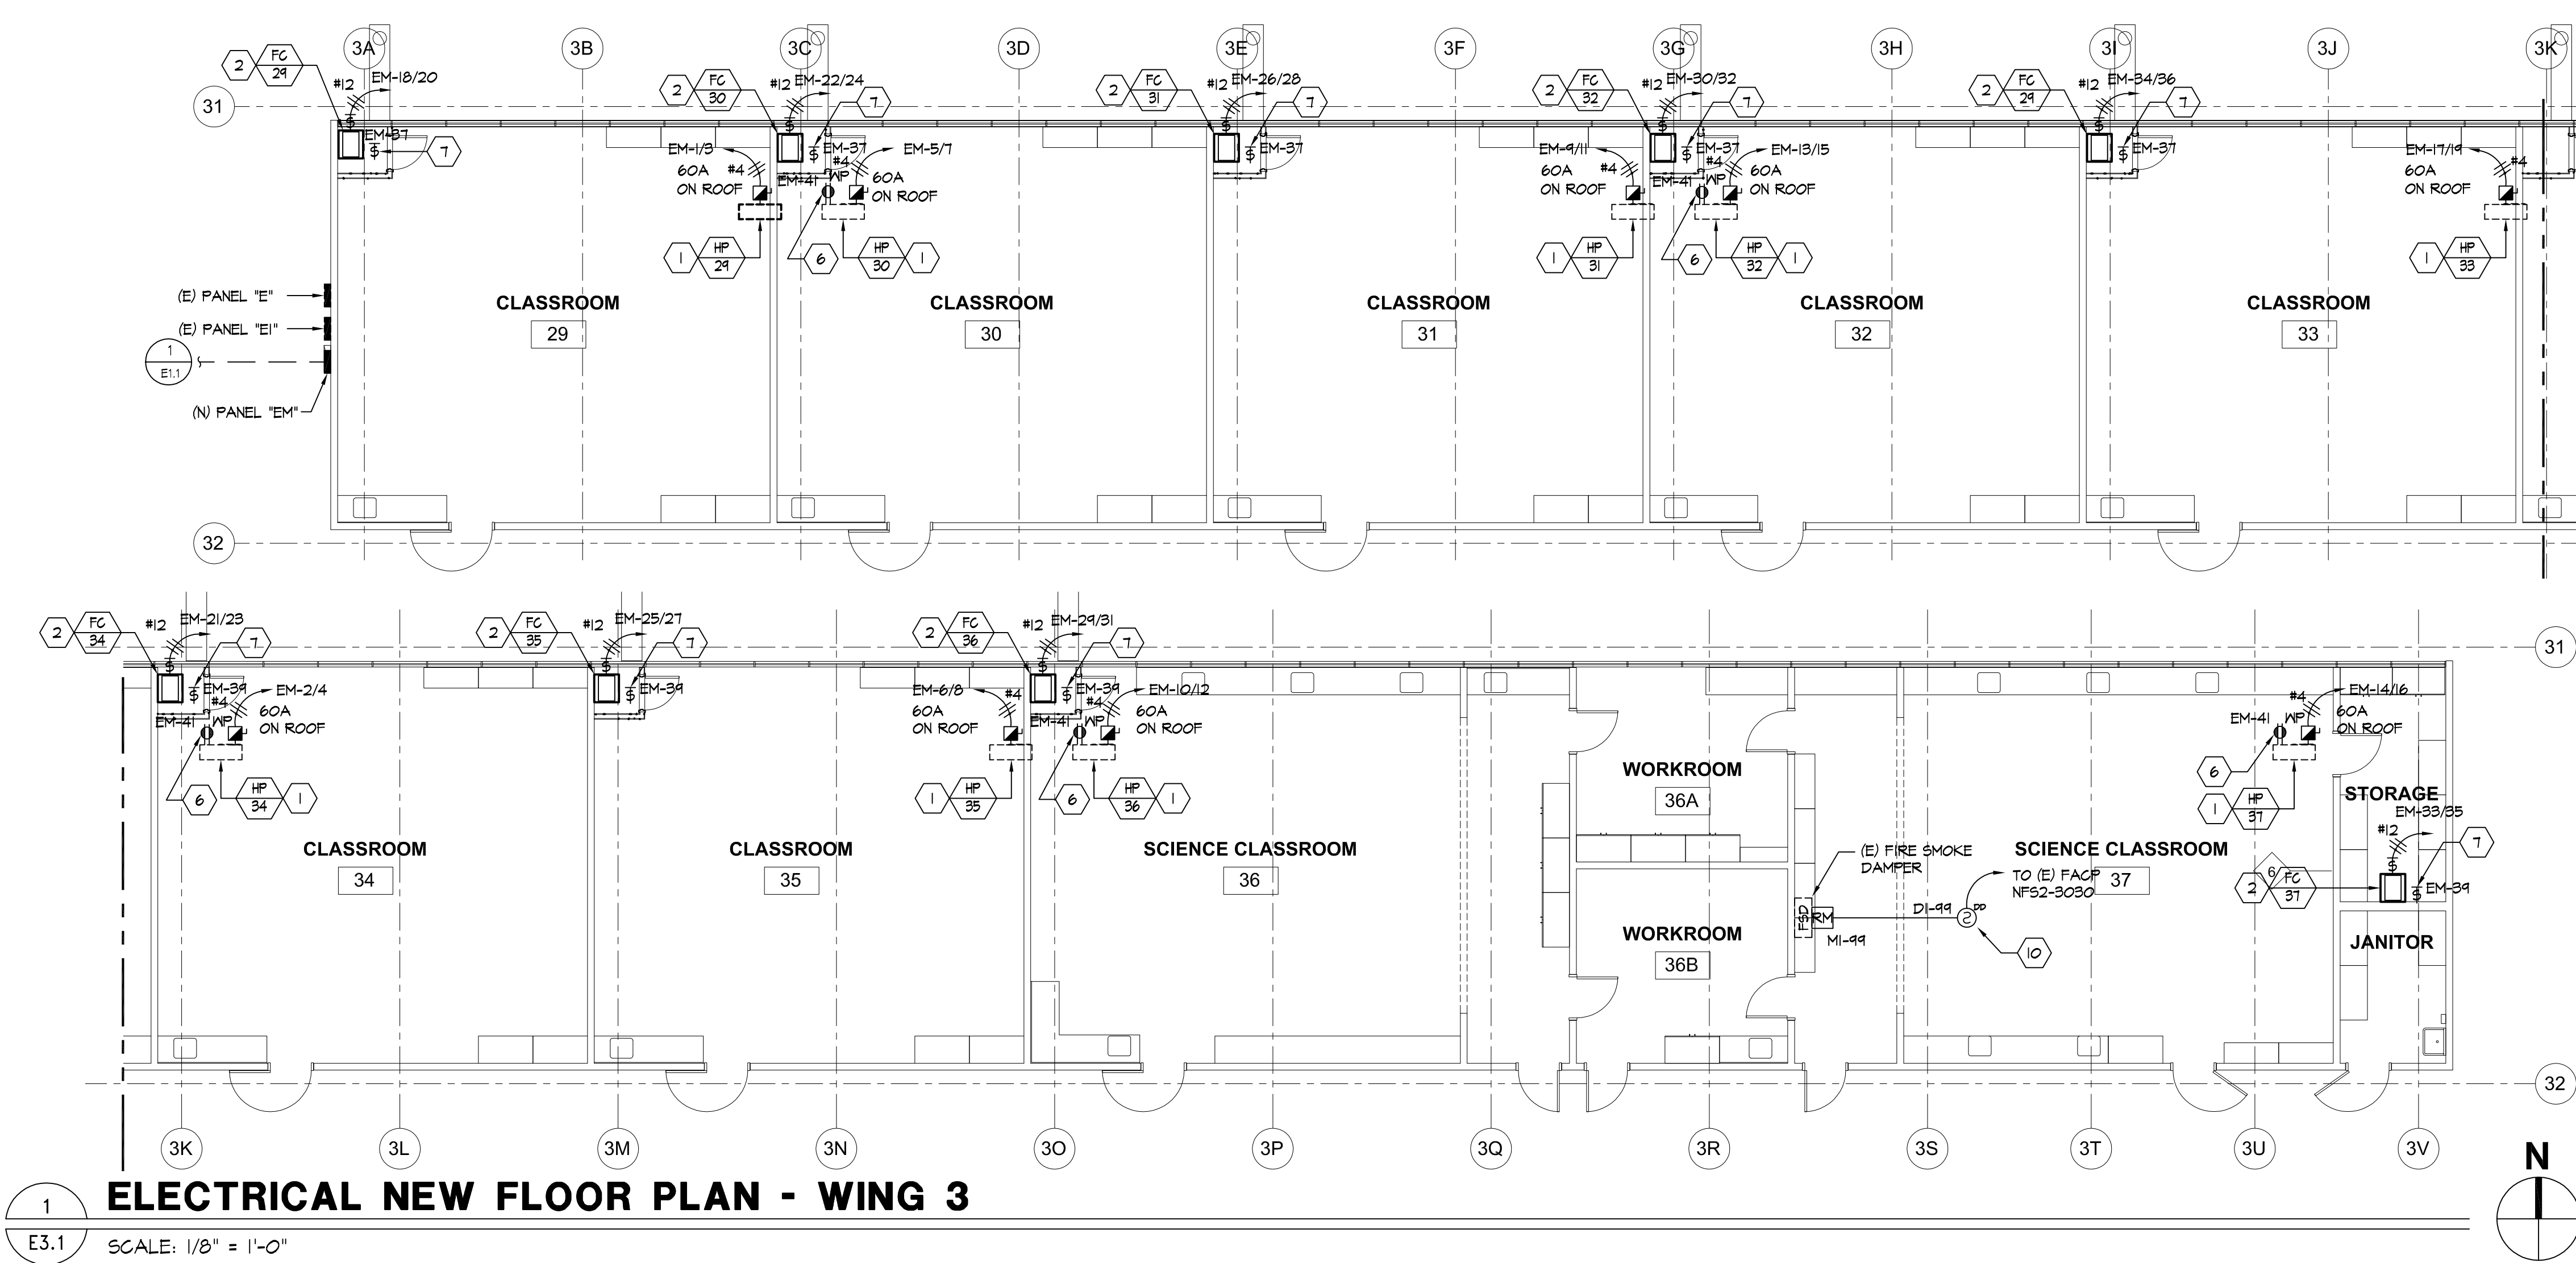 3A
3B
3C
3D
3E
3F
3G
3H
3I
3J
3K
2
FC
29
#12
EM-18/20
2
FC
30
#12
EM-22/24
7
2
FC
31
#12
EM-26/28
7
2
FC
32
#12
EM-30/32
7
2
FC
29
#12
EM-34/36
7
31
$
EM-37
$
7
$
$
EM-37
EM-1/3
60A
#4
ON ROOF
#4
EM-5/7
EM-41
WP
60A
ON ROOF
$
$
EM-37
EM-9/11
60A
#4
ON ROOF
$
$
EM-37
#4
EM-13/15
EM-41
WP
60A
ON ROOF
$
$
EM-37
EM-17/19
60A
#4
ON ROOF
1
HP
29
6
HP
30
1
1
HP
31
6
HP
32
1
1
HP
33
(E) PANEL "E"
(E) PANEL "E1"
1
E1.1
(N) PANEL "EM"
CLASSROOM
29
CLASSROOM
30
CLASSROOM
31
CLASSROOM
32
CLASSROOM
33
32
2
FC
34
#12
EM-21/23
7
2
FC
35
#12
EM-25/27
7
2
FC
36
#12
EM-29/31
7
31
$
$
EM-39
#4
EM-2/4
EM-41
WP
60A
ON ROOF
$
$
EM-39
EM-6/8
60A
#4
ON ROOF
$
$
EM-39
#4
EM-10/12
EM-41
WP
60A
ON ROOF
#4
EM-14/16
EM-41
WP
60A
ON ROOF
6
HP
34
1
1
HP
35
6
HP
36
1
6
1
HP
37
WORKROOM
36A
STORAGE
EM-33/35
#12
7
CLASSROOM
34
CLASSROOM
35
SCIENCE CLASSROOM
36
(E) FIRE SMOKE
DAMPER
SCIENCE CLASSROOM
37
TO (E) FACP
NFS2-3030
6
2
FC
37
$
$
EM-39
WORKROOM
36B
FSD
RM
M1-99
D1-99
2
PD
10
JANITOR
32
3K
3L
3M
3N
3O
3P
3Q
3R
3S
3T
3U
3V
N
1
E3.1
ELECTRICAL NEW FLOOR PLAN - WING 3
SCALE: 1/8" = 1'-0"